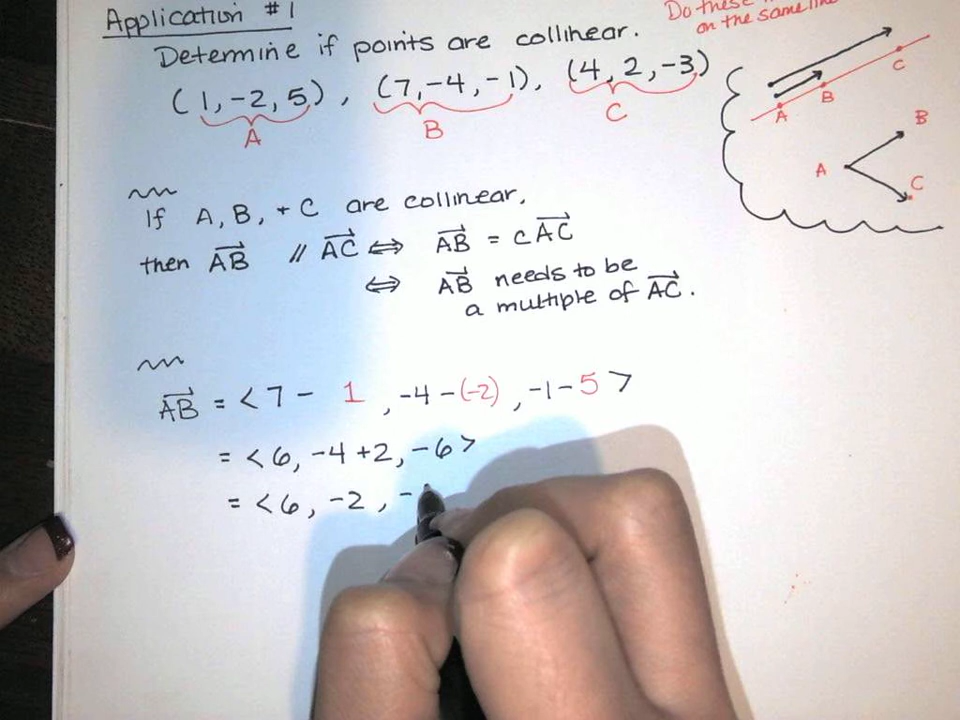 Application #1
Do these
on the same line
Determine if points are collinear.
(1,-2,5), (7,-4,-1), (4,2,-3)
A B C
A B C
A B C
If A, B, + C are collinear,
then AB // AC ⟺ AB = cAC
⟺ AB needs to be
a multiple of AC.
AB = <7 - 1, -4 -(-2), -1-5>
= <6, -4+2, -6>
= <6, -2, -